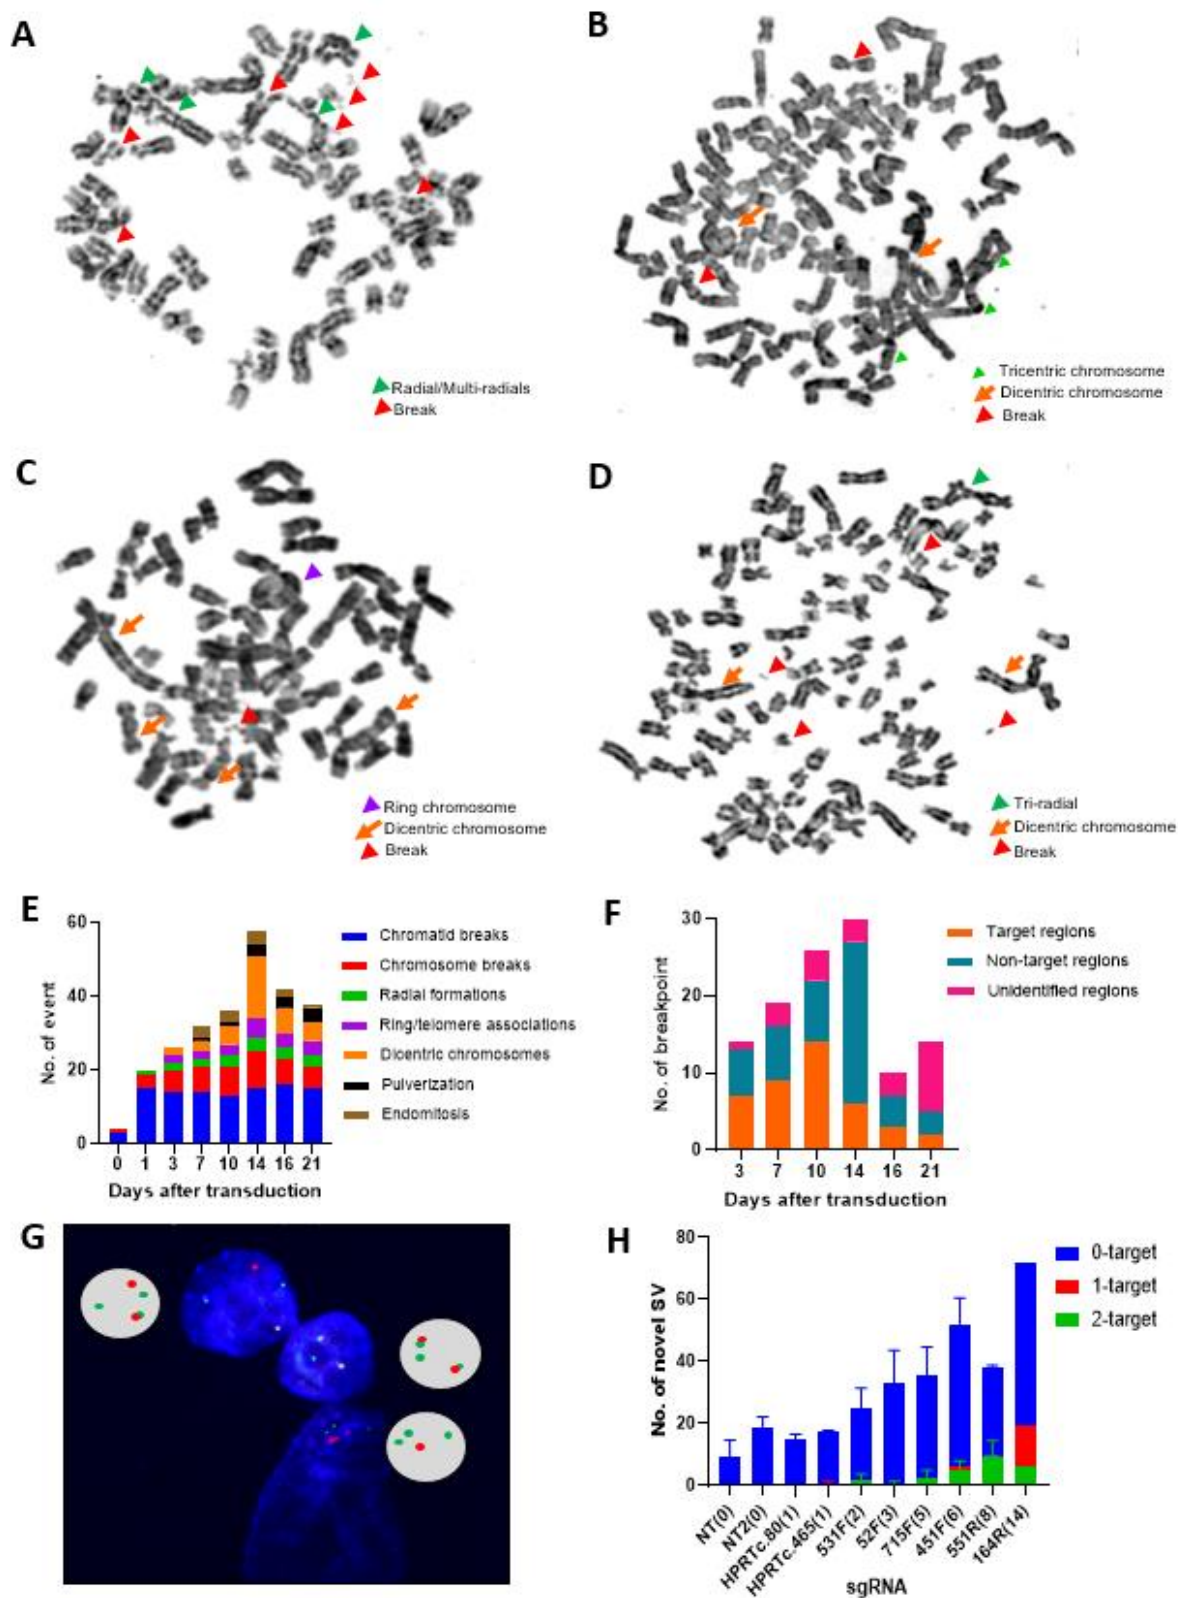 A
Radial/Multi-radials
Break
B
Tricentric chromosome
Dicentric chromosome
Break
C
Ring chromosome
Dicentric chromosome
Break
D
Tri-radial
Dicentric chromosome
Break
E
No. of event
60
40
20
0
0 1 3 7 10 14 16 21
Days after transduction
Chromatid breaks
Chromosome breaks
Radial formations
Ring/telomere associations
Dicentric chromosomes
Pulverization
Endomitosis
F
No. of breakpoint
30
20
10
0
3 7 10 14 16 21
Days after transduction
Target regions
Non-target regions
Unidentified regions
G
H
No. of novel SV
80
60
40
20
0
NT(0)
NT2(0)
HPRTc.80(1)
HPRTc.465(1)
531F(2)
52F(3)
715F(5)
451F(6)
551R(8)
164R(14)
sgRNA
0-target
1-target
2-target